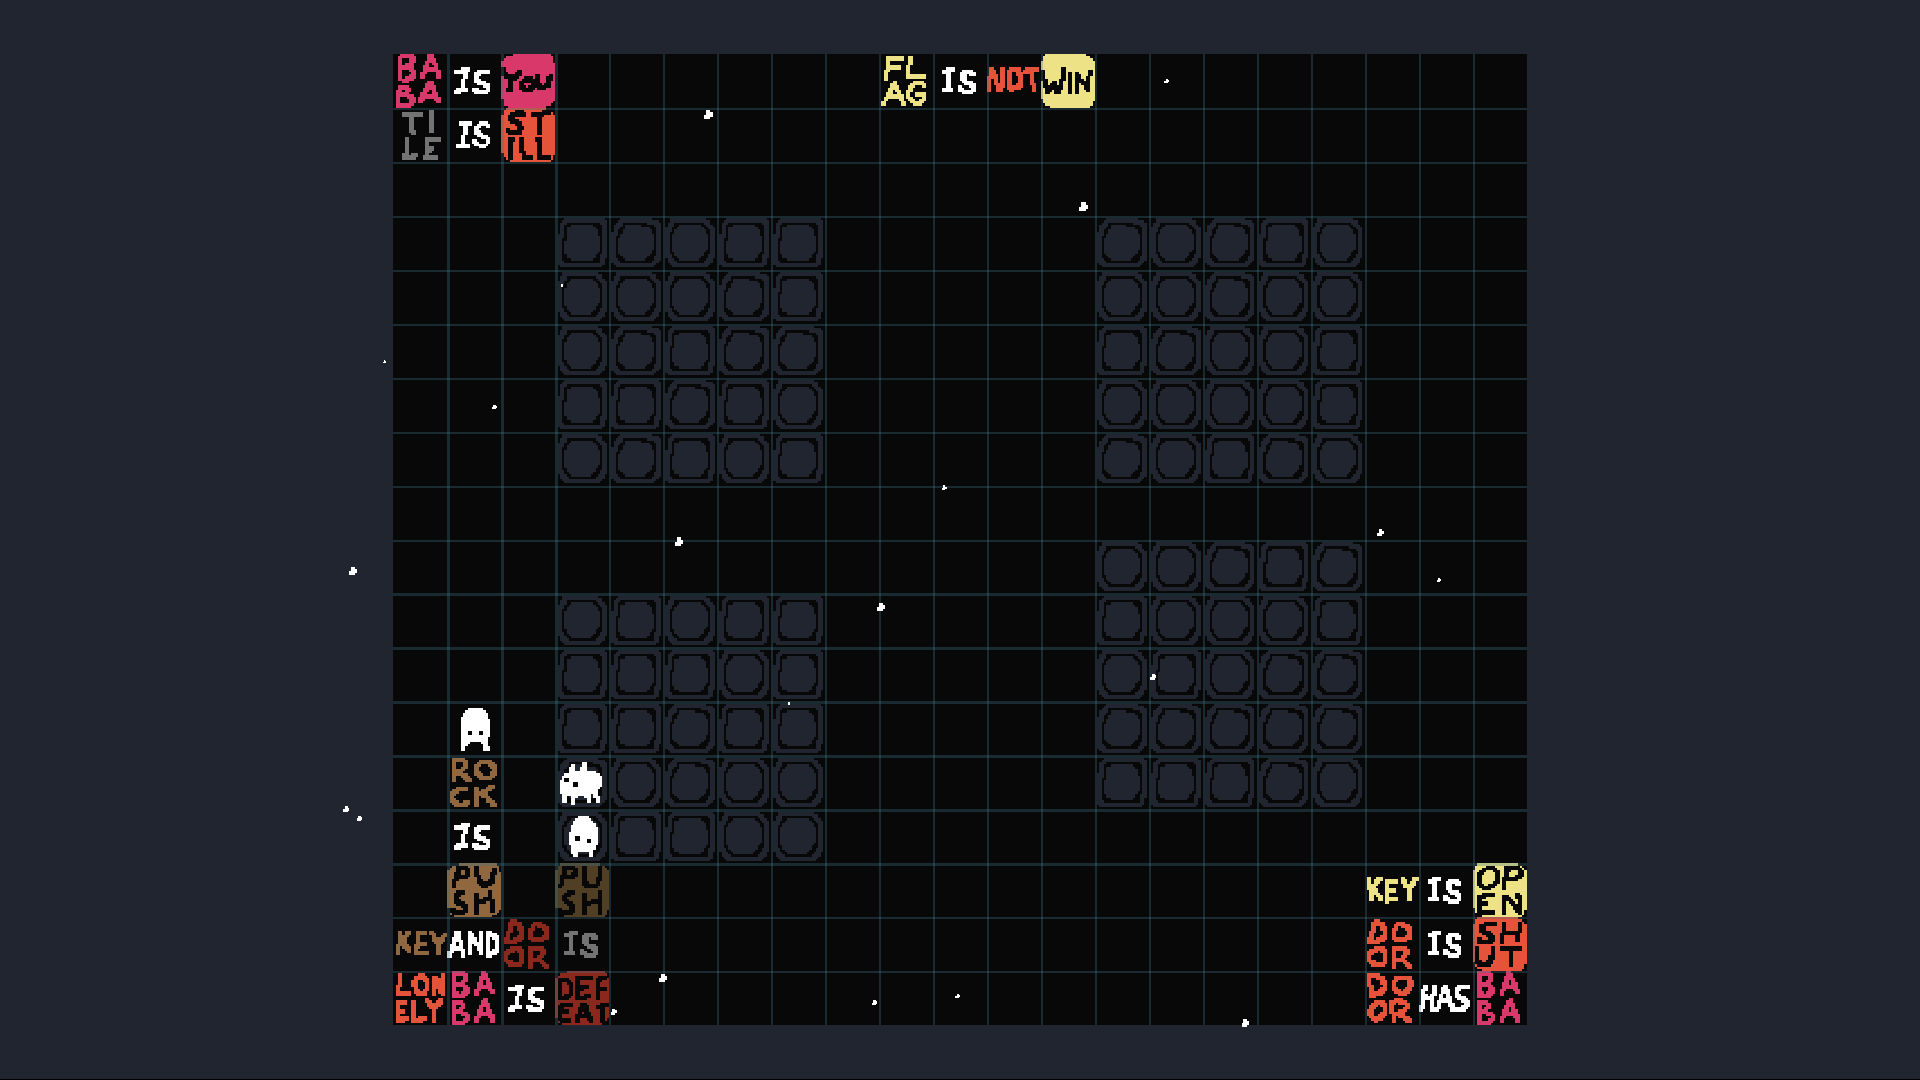 BABA IS YOU FLAG IS NOT WIN
TILE IS STILL
ROCK
IS
PUSH PUSH KEY IS OPEN
KEY AND DOOR IS DOOR IS SHUT
LONELY BABA IS DEFEAT DOOR HAS BABA